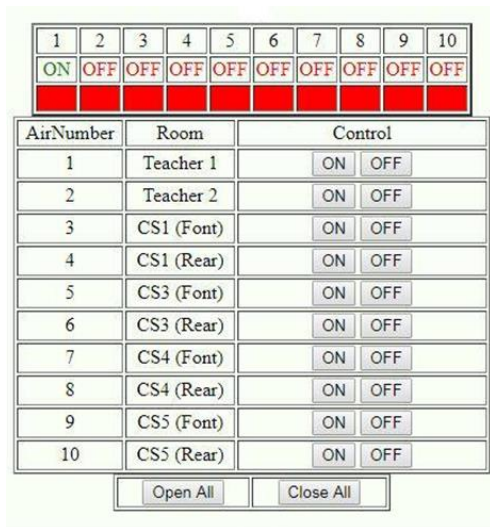 1 2 3 4 5 6 7 8 9 10
ON OFF OFF OFF OFF OFF OFF OFF OFF OFF
AirNumber Room Control
1 Teacher 1 ON OFF
2 Teacher 2 ON OFF
3 CS1 (Font) ON OFF
4 CS1 (Rear) ON OFF
5 CS3 (Font) ON OFF
6 CS3 (Rear) ON OFF
7 CS4 (Font) ON OFF
8 CS4 (Rear) ON OFF
9 CS5 (Font) ON OFF
10 CS5 (Rear) ON OFF
Open All Close All